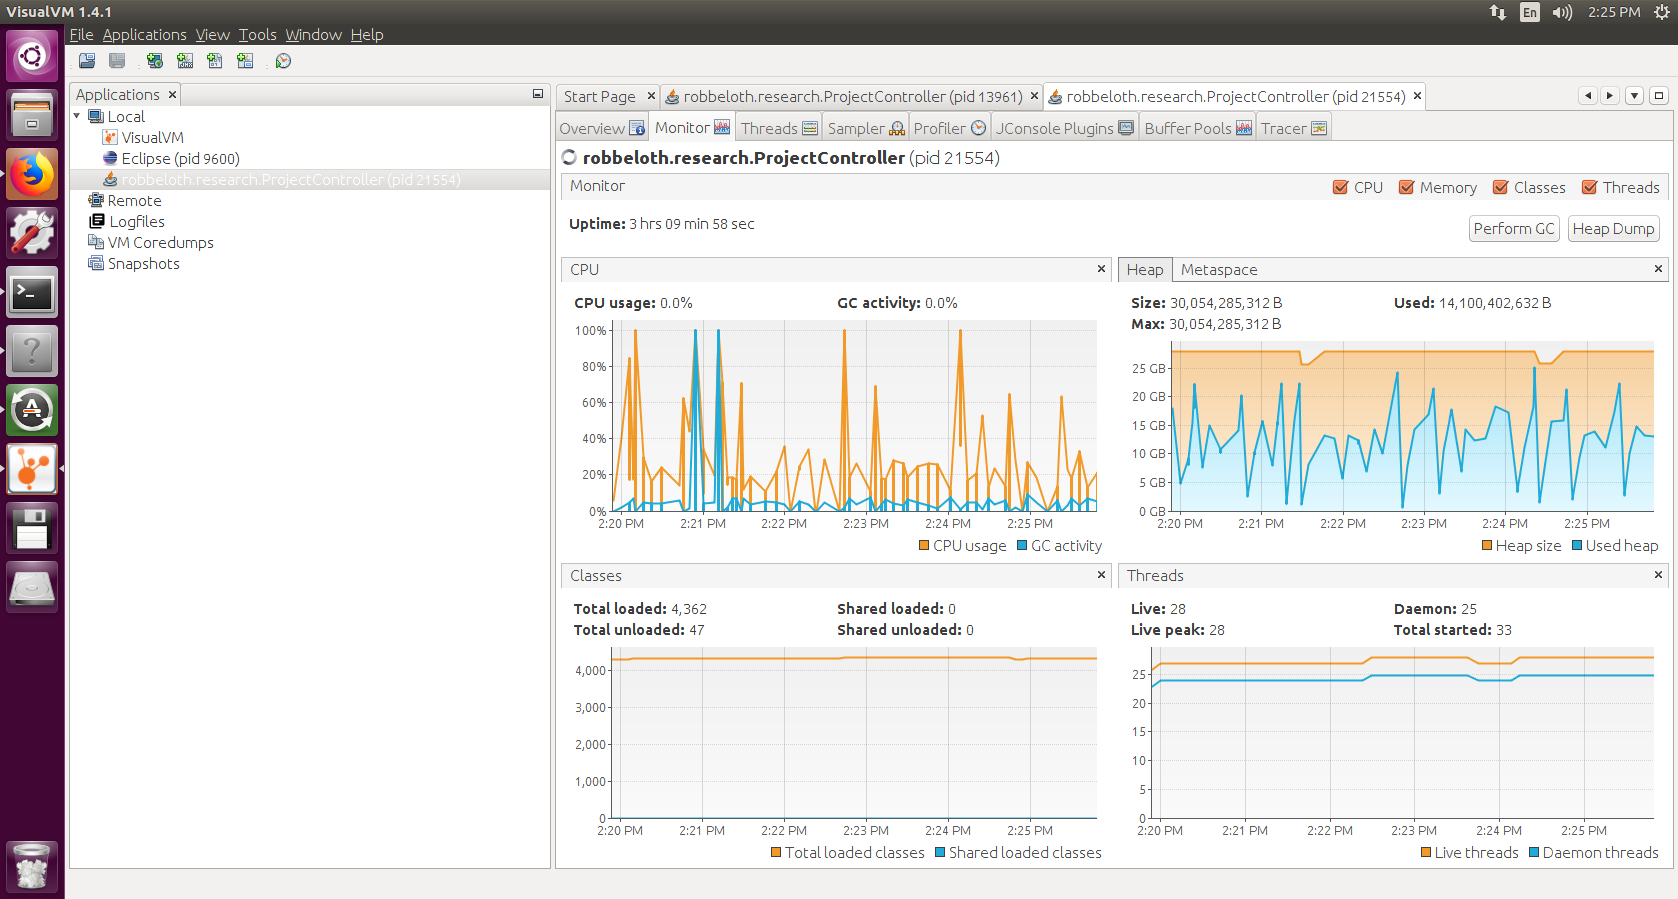 VisualVM 1.4.1
En
2:25 PM
File Applications View Tools Window Help
Applications
Local
VisualVM
Eclipse (pid 9600)
robbeloth.research.ProjectController (pid 21554)
Remote
Logfiles
VM Coredumps
Snapshots
Start Page
robbeloth.research.ProjectController (pid 13961)
robbeloth.research.ProjectController (pid 21554)
Overview
Monitor
Threads
Sampler
Profiler
JConsole Plugins
Buffer Pools
Tracer
robbeloth.research.ProjectController (pid 21554)
Monitor
CPU
Memory
Classes
Threads
Uptime: 3 hrs 09 min 58 sec
Perform GC
Heap Dump
CPU
CPU usage: 0.0%
GC activity: 0.0%
100%
80%
60%
40%
20%
0%
2:20 PM 2:21 PM 2:22 PM 2:23 PM 2:24 PM 2:25 PM
CPU usage GC activity
Heap
Metaspace
Size: 30,054,285,312 B
Used: 14,100,402,632 B
Max: 30,054,285,312 B
25 GB
20 GB
15 GB
10 GB
5 GB
0 GB
2:20 PM 2:21 PM 2:22 PM 2:23 PM 2:24 PM 2:25 PM
Heap size Used heap
Classes
Total loaded: 4,362
Shared loaded: 0
Total unloaded: 47
Shared unloaded: 0
4,000
3,000
2,000
1,000
0
2:20 PM 2:21 PM 2:22 PM 2:23 PM 2:24 PM 2:25 PM
Total loaded classes Shared loaded classes
Threads
Live: 28
Daemon: 25
Live peak: 28
Total started: 33
25
20
15
10
5
0
2:20 PM 2:21 PM 2:22 PM 2:23 PM 2:24 PM 2:25 PM
Live threads Daemon threads